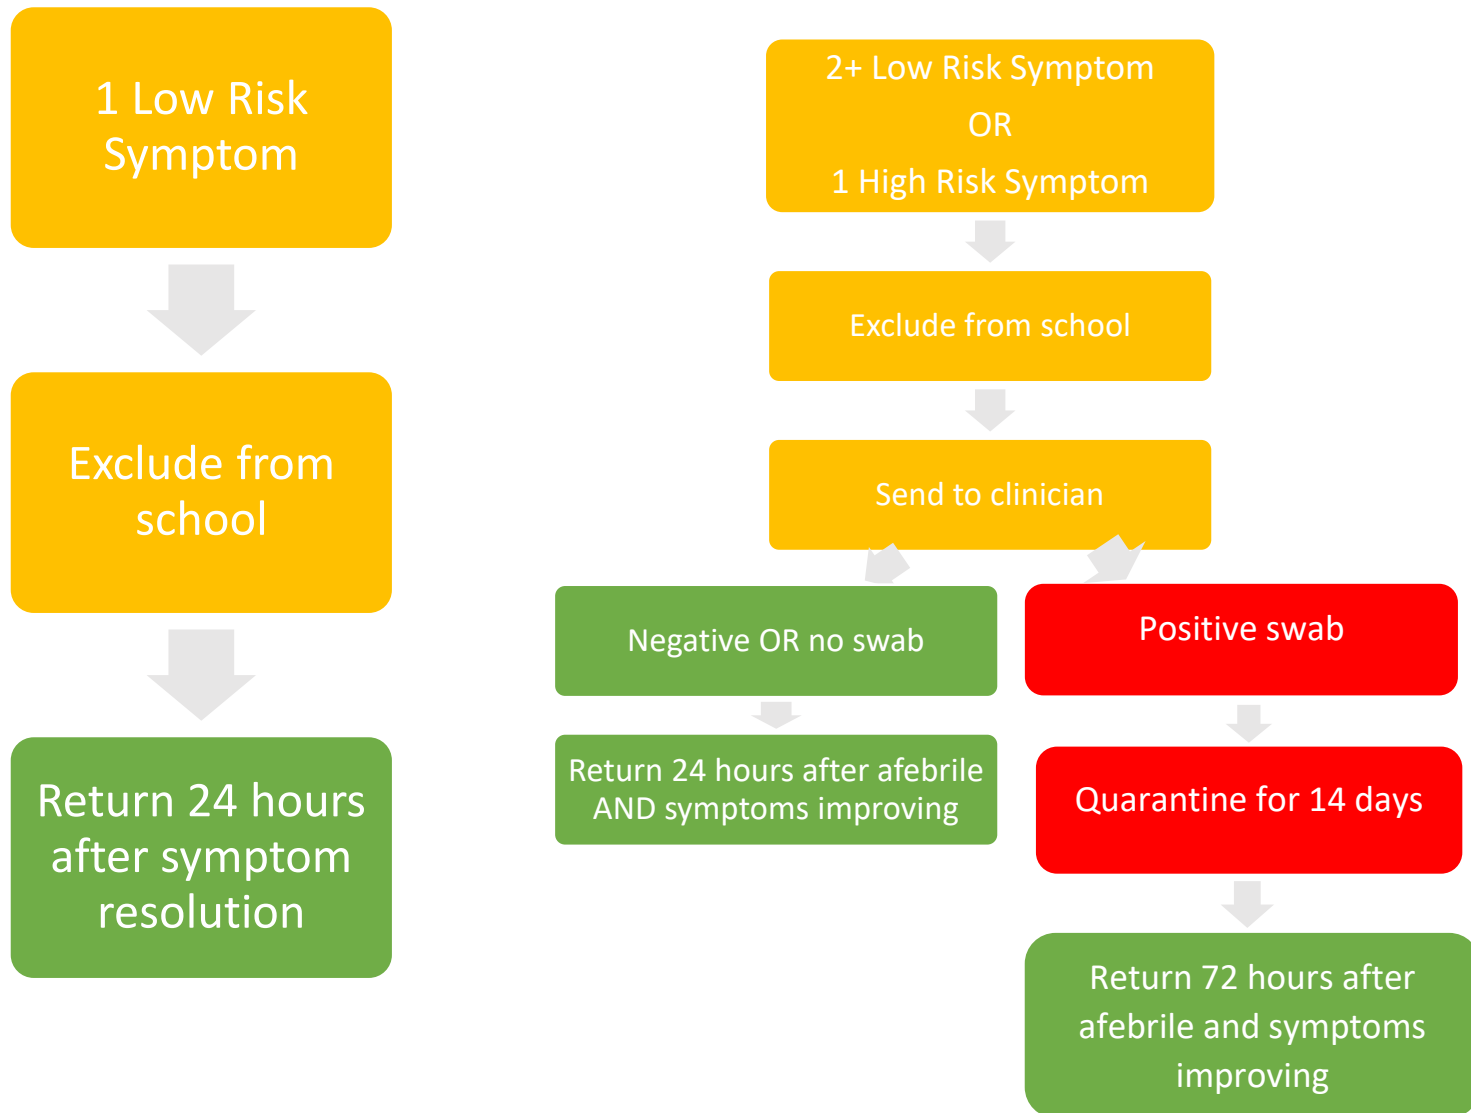 1 Low Risk
Symptom
Exclude from
school
Return 24 hours
after symptom
resolution
2+ Low Risk Symptom
OR
1 High Risk Symptom
Exclude from school
Send to clinician
Negative OR no swab
Return 24 hours after afebrile
AND symptoms improving
Positive swab
Quarantine for 14 days
Return 72 hours after
afebrile and symptoms
improving